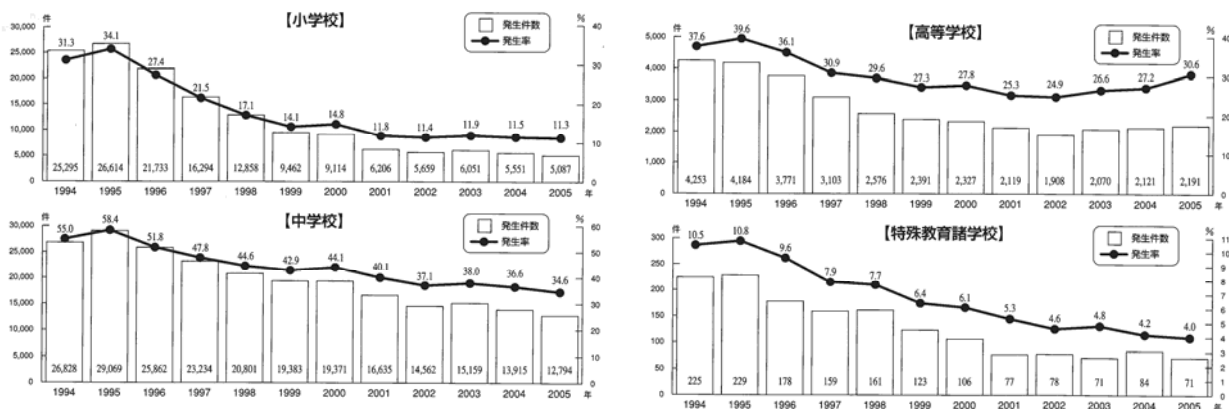 【小学校】
件
%
発生件数
発生率
30,000
25,000
20,000
15,000
10,000
5,000
0
40
30
20
10
0
31.3 34.1 27.4 21.5 17.1 14.1 14.8 11.8 11.4 11.9 11.5 11.3
25,295 26,614 21,733 16,294 12,858 9,462 9,114 6,206 5,659 6,051 5,551 5,087
1994 1995 1996 1997 1998 1999 2000 2001 2002 2003 2004 2005 年
【中学校】
件
%
発生件数
発生率
30,000
25,000
20,000
15,000
10,000
5,000
0
60
50
40
30
20
10
0
55.0 58.4 51.8 47.8 44.6 42.9 44.1 40.1 37.1 38.0 36.6 34.6
26,828 29,069 25,862 23,234 20,801 19,383 19,371 16,635 14,562 15,159 13,915 12,794
1994 1995 1996 1997 1998 1999 2000 2001 2002 2003 2004 2005 年
【高等学校】
件
%
発生件数
発生率
5,000
4,000
3,000
2,000
1,000
0
40
30
20
10
0
37.6 39.6 36.1 30.9 29.6 27.3 27.8 25.3 24.9 26.6 27.2 30.6
4,253 4,184 3,771 3,103 2,576 2,391 2,327 2,119 1,908 2,070 2,121 2,191
1994 1995 1996 1997 1998 1999 2000 2001 2002 2003 2004 2005 年
【特殊教育諸学校】
件
%
発生件数
発生率
300
250
200
150
100
50
0
11
10
9
8
7
6
5
4
3
2
1
0
10.5 10.8 9.6 7.9 7.7 6.4 6.1 5.3 4.6 4.8 4.2 4.0
225 229 178 159 161 123 106 77 78 71 84 71
1994 1995 1996 1997 1998 1999 2000 2001 2002 2003 2004 2005 年